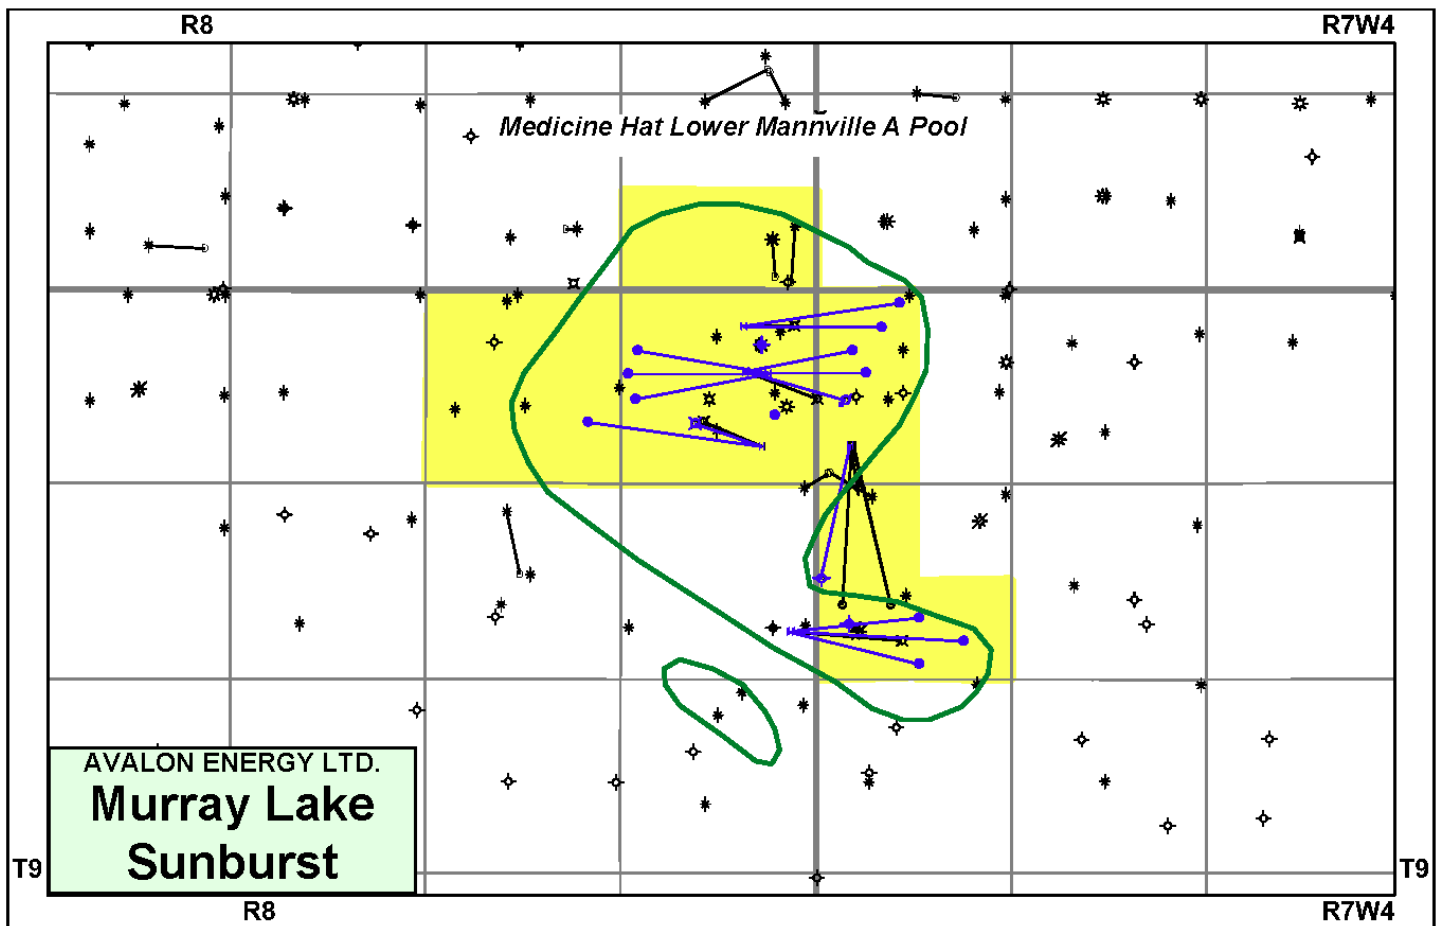 R8 R7W4
Medicine Hat Lower Mannville A Pool
AVALON ENERGY LTD.
Murray Lake
Sunburst
T9 T9
R8 R7W4